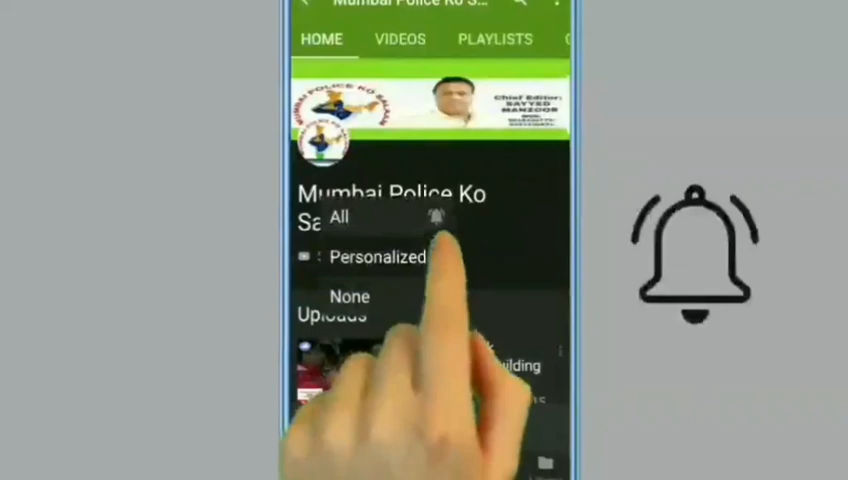 Mumbai Police Ko S...
HOME VIDEOS PLAYLISTS
MUMBAI POLICE KO SALAAM
Chief Editor:
SAYYED
MANZOOR
Mumbai Police Ko
Sa
All
Personalized
None
Uploads
uilding